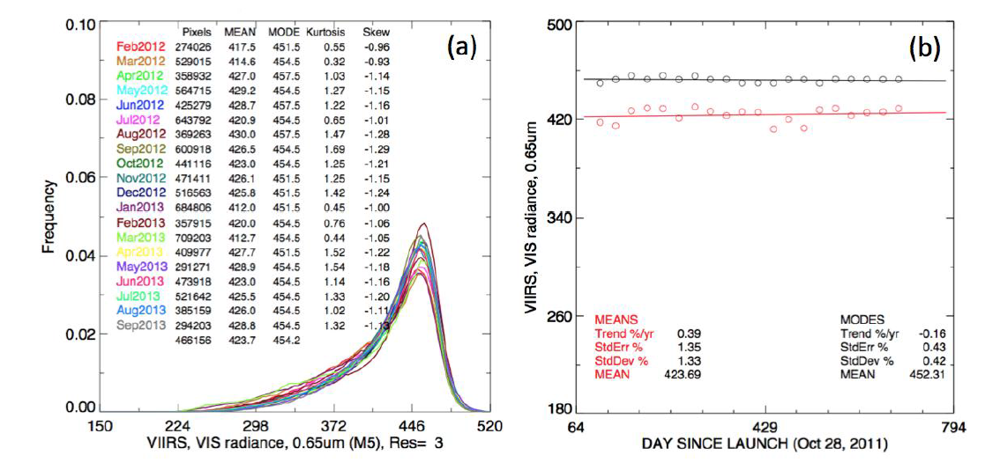 (a)
Pixels MEAN MODE Kurtosis Skew
Feb2012 274026 417.5 451.5 0.55 -0.96
Mar2012 529015 414.6 454.5 0.32 -0.93
Apr2012 358932 427.0 457.5 1.03 -1.14
May2012 564715 429.2 454.5 1.27 -1.15
Jun2012 425279 428.7 457.5 1.22 -1.16
Jul2012 643792 420.9 454.5 0.65 -1.01
Aug2012 369263 430.0 457.5 1.47 -1.28
Sep2012 600918 426.5 454.5 1.69 -1.29
Oct2012 441116 423.0 454.5 1.25 -1.21
Nov2012 471411 426.1 451.5 1.25 -1.15
Dec2012 516563 425.8 451.5 1.42 -1.24
Jan2013 684806 412.0 451.5 0.45 -1.00
Feb2013 357915 420.0 454.5 0.76 -1.06
Mar2013 709203 412.7 454.5 0.44 -1.05
Apr2013 409977 427.7 451.5 1.52 -1.22
May2013 291271 428.9 454.5 1.54 -1.18
Jun2013 473918 423.0 454.5 1.14 -1.16
Jul2013 521642 425.5 454.5 1.33 -1.20
Aug2013 385159 426.0 454.5 1.02 -1.11
Sep2013 294203 428.8 454.5 1.32 -1.13
466156 423.7 454.2
0.10
0.08
0.06
0.04
0.02
0.00
Frequency
150 224 298 372 446 520
VIIRS, VIS radiance, 0.65um (M5), Res= 3
(b)
500
420
340
260
180
VIIRS, VIS radiance, 0.65um
MEANS
Trend %/yr 0.39
StdErr % 1.35
StdDev % 1.33
MEAN 423.69
MODES
Trend %/yr -0.16
StdErr % 0.43
StdDev % 0.42
MEAN 452.31
64 429 794
DAY SINCE LAUNCH (Oct 28, 2011)